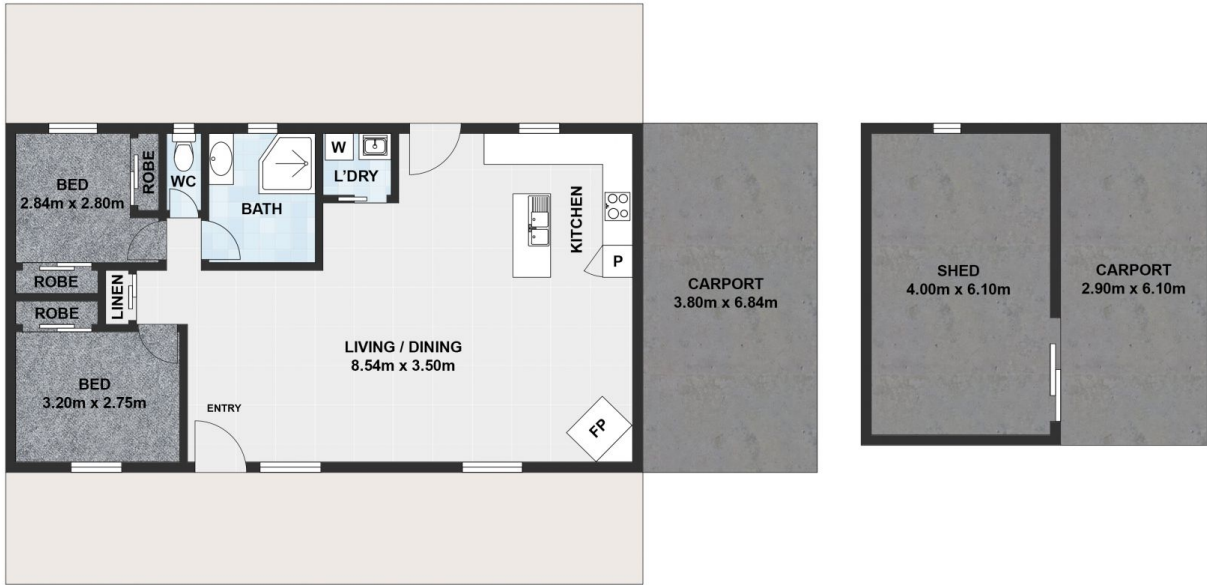 BED
2.84m x 2.80m
ROBE
WC
BATH
W
L'DRY
KITCHEN
P
ROBE
ROBE
LINEN
BED
3.20m x 2.75m
LIVING / DINING
8.54m x 3.50m
ENTRY
FP
CARPORT
3.80m x 6.84m
SHED
4.00m x 6.10m
CARPORT
2.90m x 6.10m